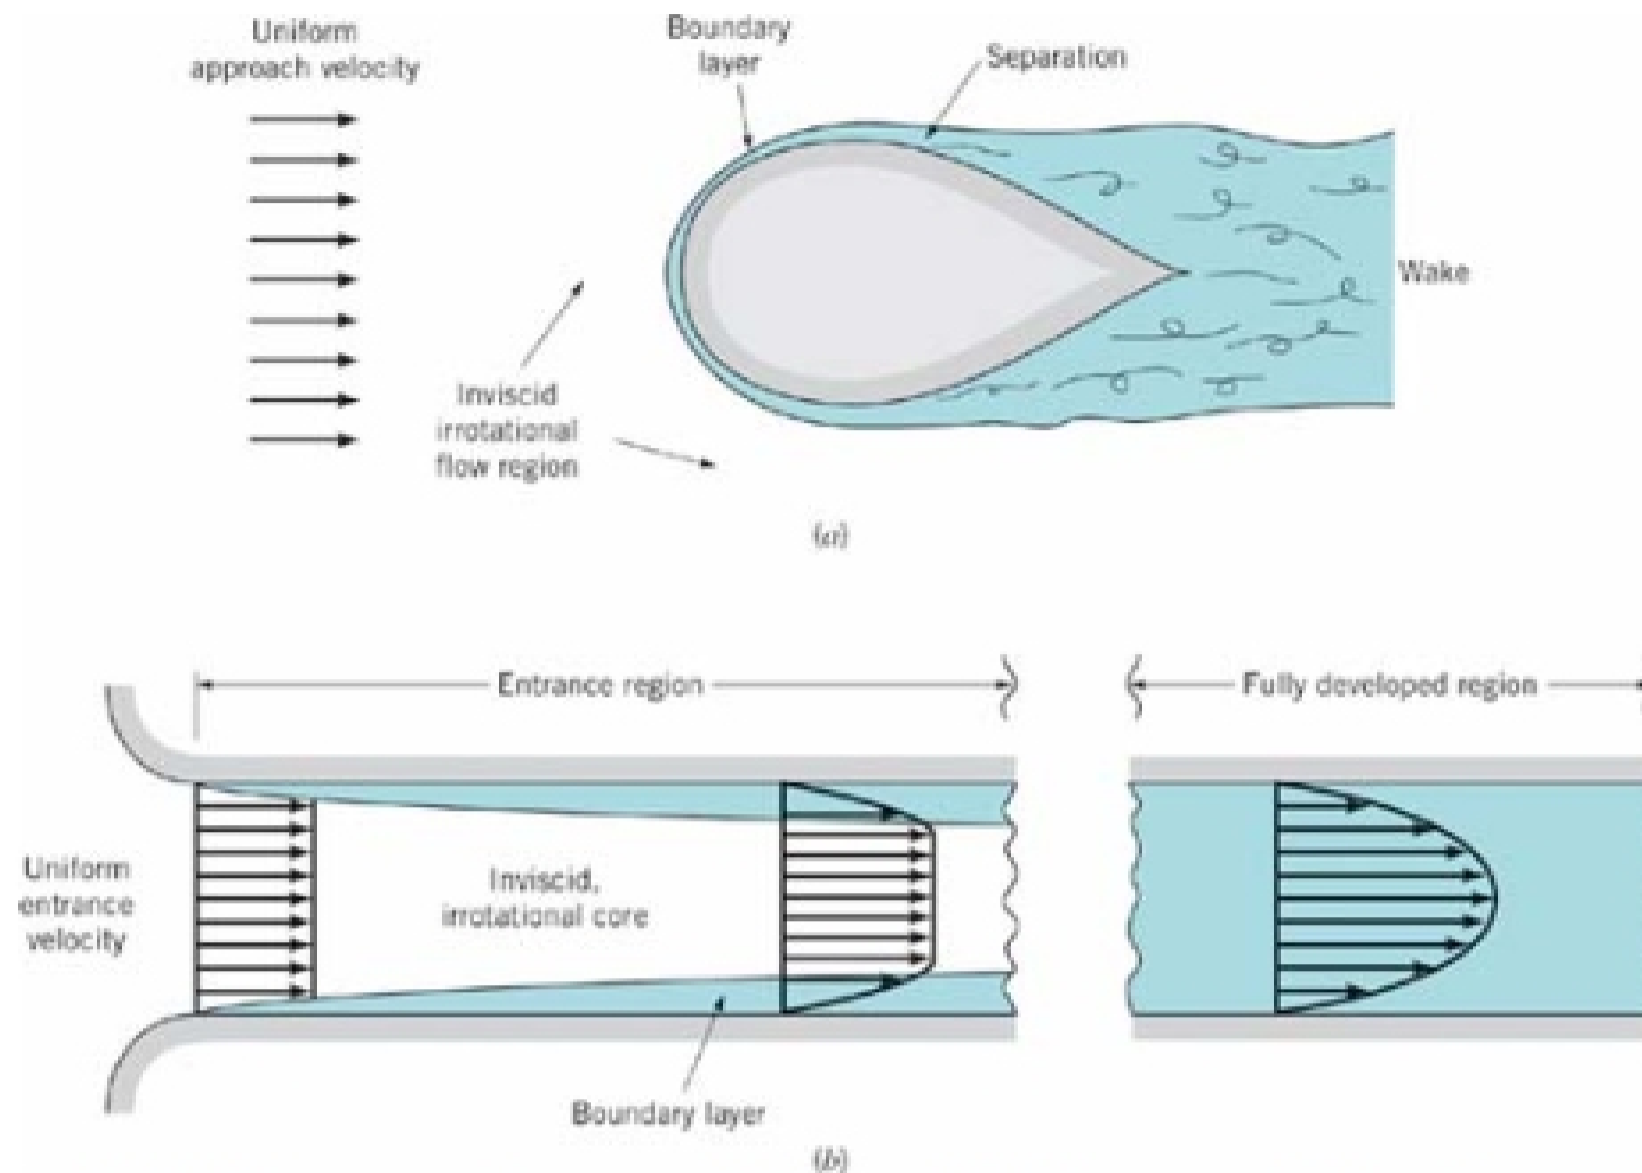 Uniform
approach velocity
Boundary
layer
Separation
Wake
Inviscid
irrotational
flow region
(a)
Entrance region
Fully developed region
Uniform
entrance
velocity
Inviscid,
irrotational core
Boundary layer
(b)